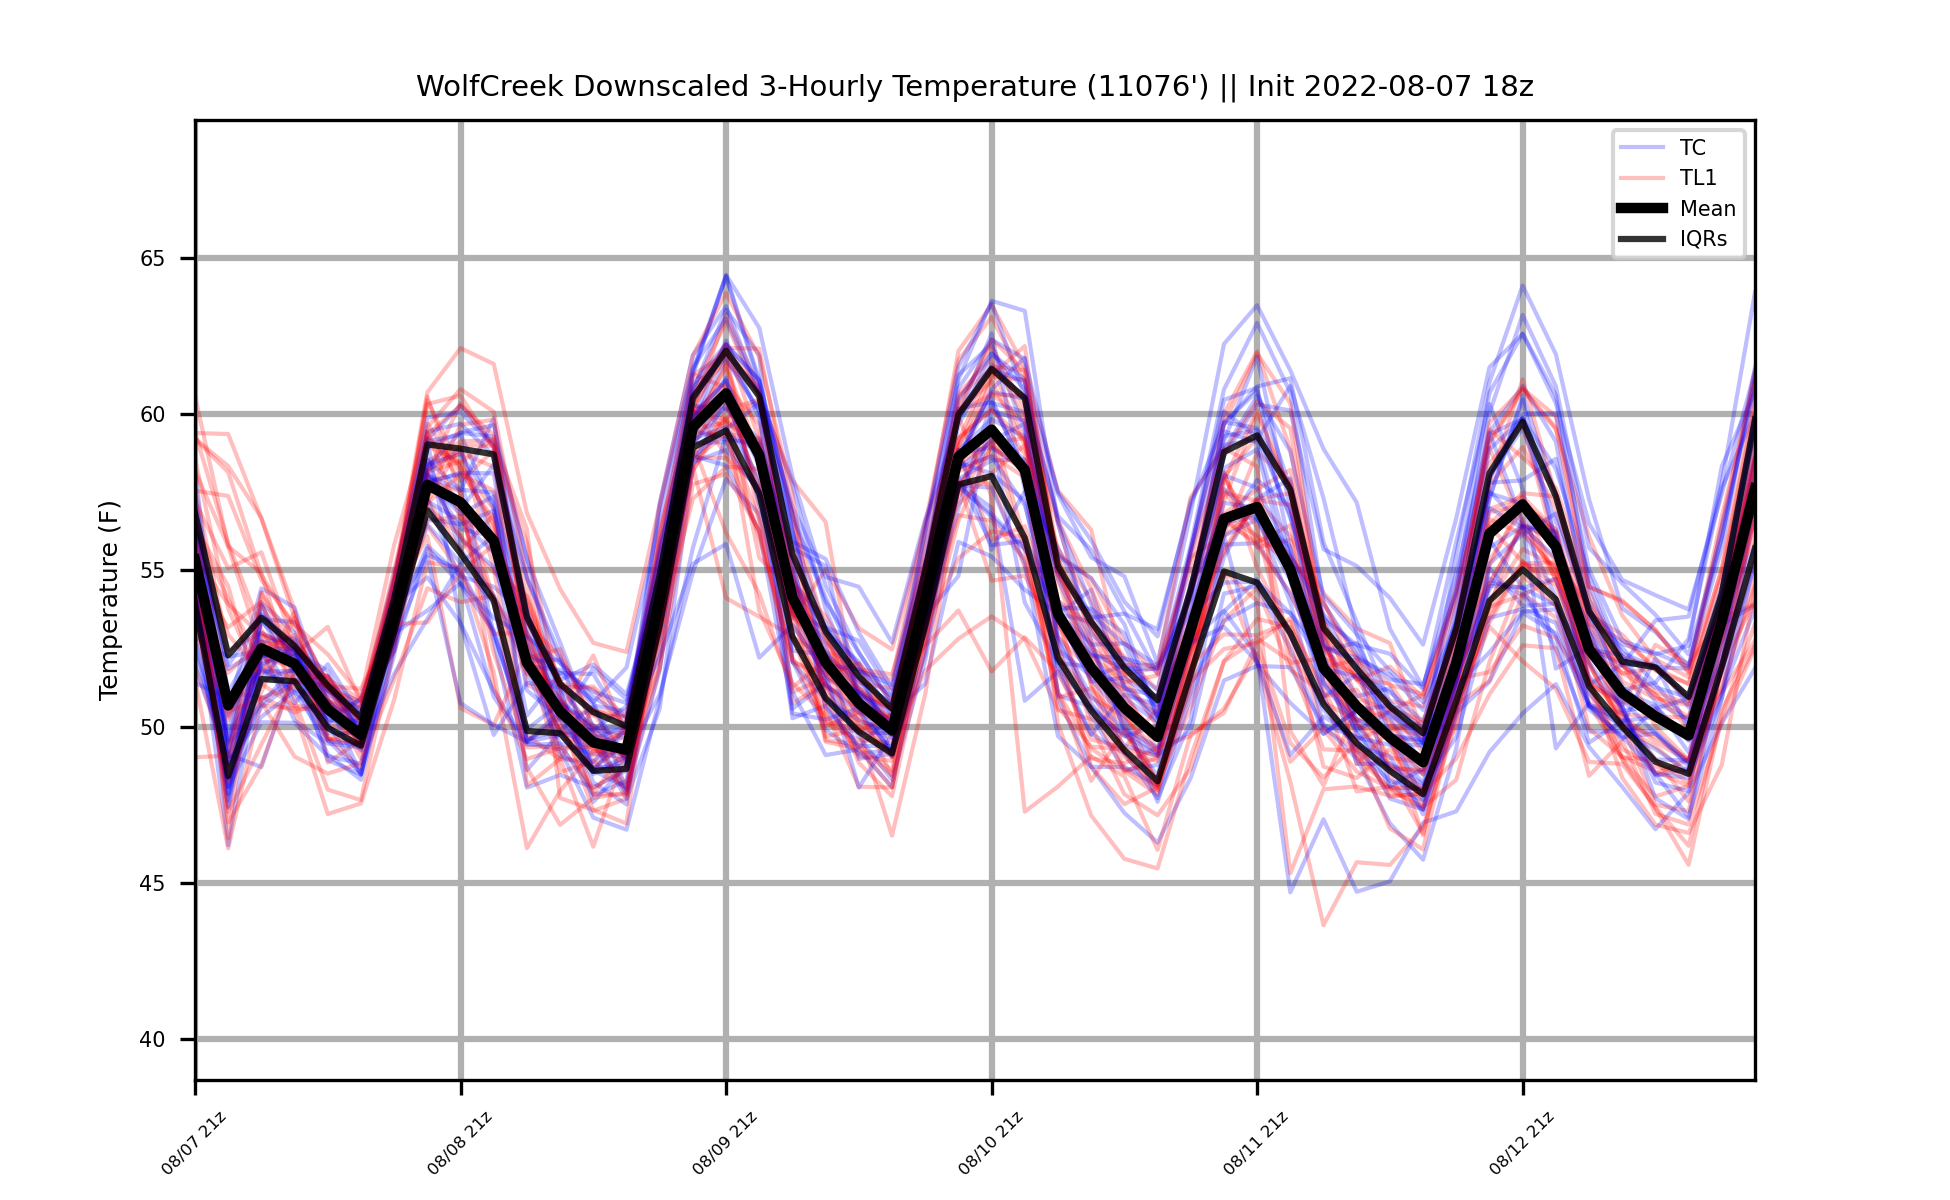 WolfCreek Downscaled 3-Hourly Temperature (11076') || Init 2022-08-07 18z
TC
TL1
Mean
IQRs
Temperature (F)
65
60
55
50
45
40
08/07 21z
08/08 21z
08/09 21z
08/10 21z
08/11 21z
08/12 21z